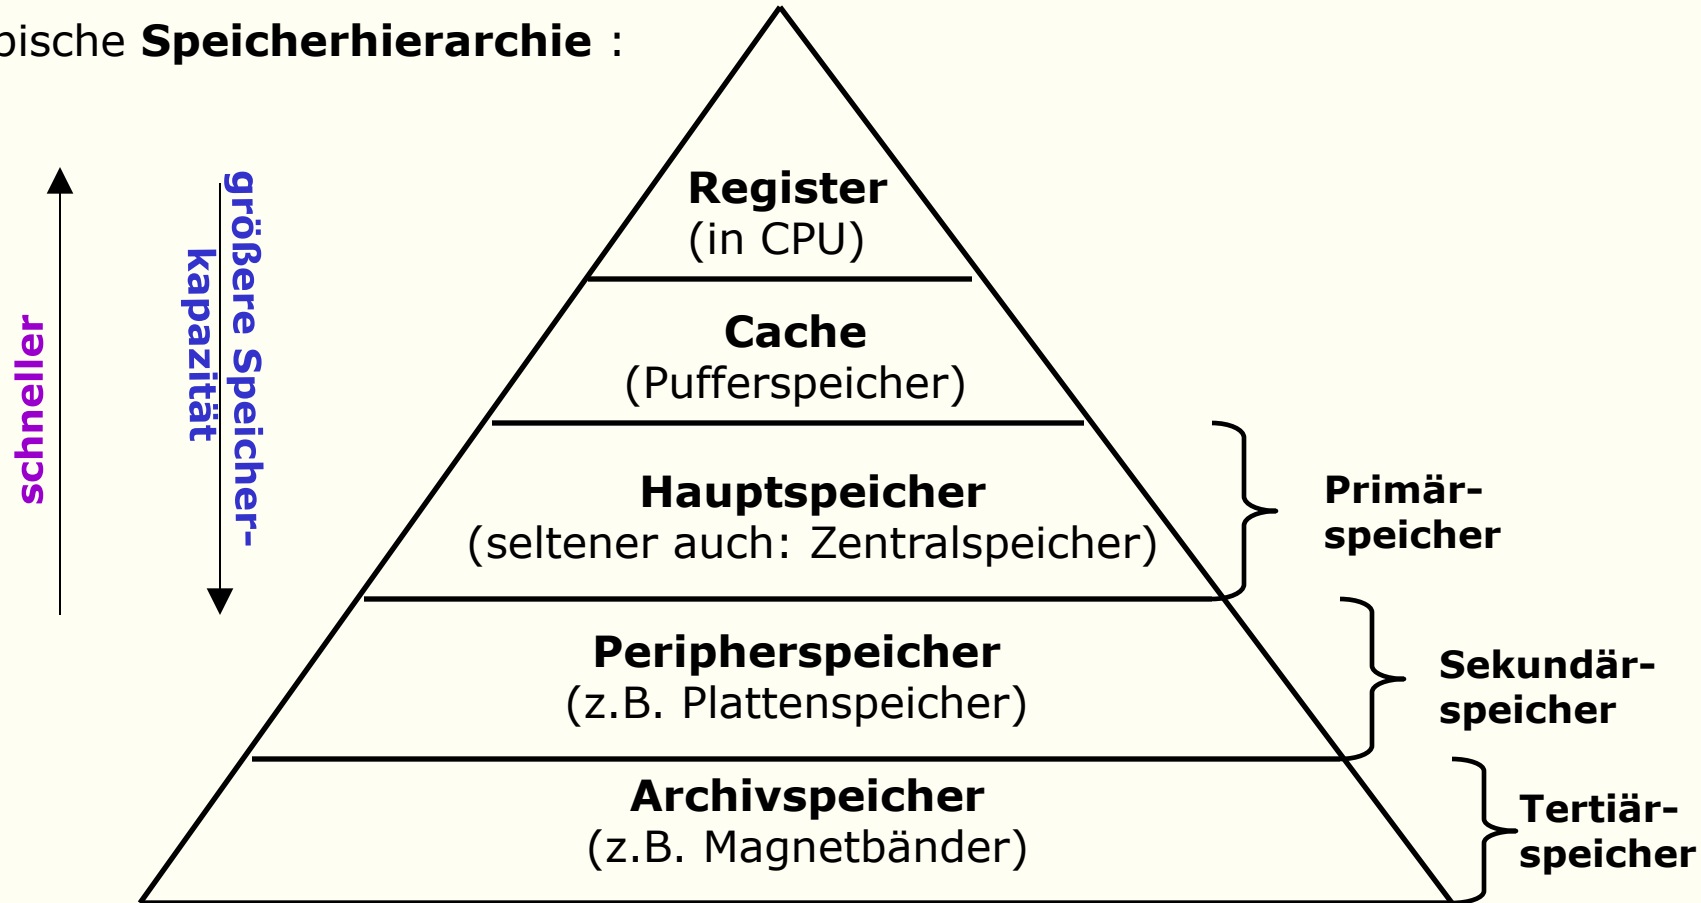 Speicherhierarchie :
schneller
größere Speicher-
kapazität
Register
(in CPU)
Cache
(Pufferspeicher)
Hauptspeicher
(seltener auch: Zentralspeicher)
Primär-
speicher
Peripherspeicher
(z.B. Plattenspeicher)
Sekundär-
speicher
Archivspeicher
(z.B. Magnetbänder)
Tertiär-
speicher